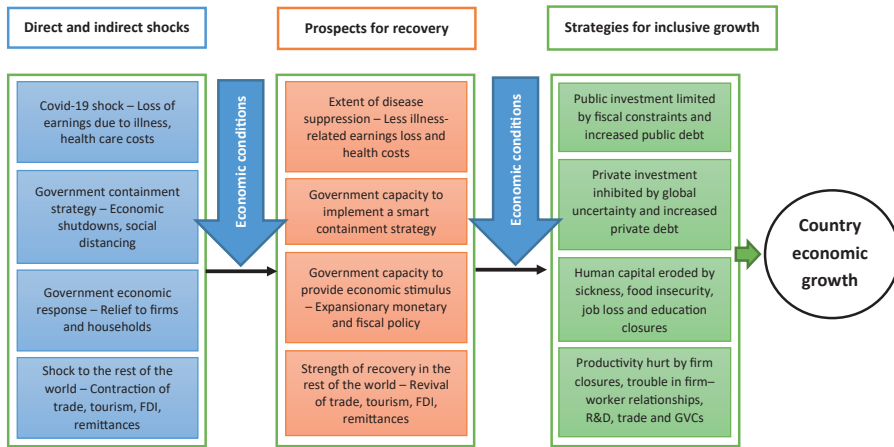 Direct and indirect shocks
Prospects for recovery
Strategies for inclusive growth
Covid-19 shock – Loss of
earnings due to illness,
health care costs
Government containment
strategy – Economic
shutdowns, social
distancing
Government economic
response – Relief to firms
and households
Shock to the rest of the
world – Contraction of
trade, tourism, FDI,
remittances
Economic conditions
Extent of disease
suppression – Less illness-
related earnings loss and
health costs
Government capacity to
implement a smart
containment strategy
Government capacity to
provide economic stimulus
– Expansionary monetary
and fiscal policy
Strength of recovery in the
rest of the world – Revival
of trade, tourism, FDI,
remittances
Economic conditions
Public investment limited
by fiscal constraints and
increased public debt
Private investment
inhibited by global
uncertainty and increased
private debt
Human capital eroded by
sickness, food insecurity,
job loss and education
closures
Productivity hurt by firm
closures, trouble in firm–
worker relationships,
R&D, trade and GVCs
Country
economic
growth